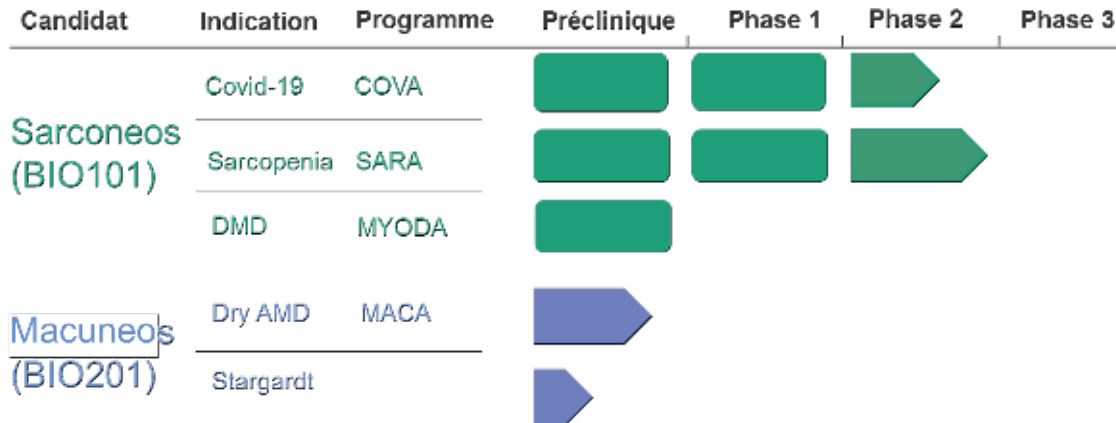 Candidat Indication Programme Préclinique Phase 1 Phase 2 Phase 3
Covid-19 COVA
Sarconeos
(BIO101)
Sarcopenia SARA
DMD MYODA
Dry AMD MACA
Macuneos
(BIO201)
Stargardt